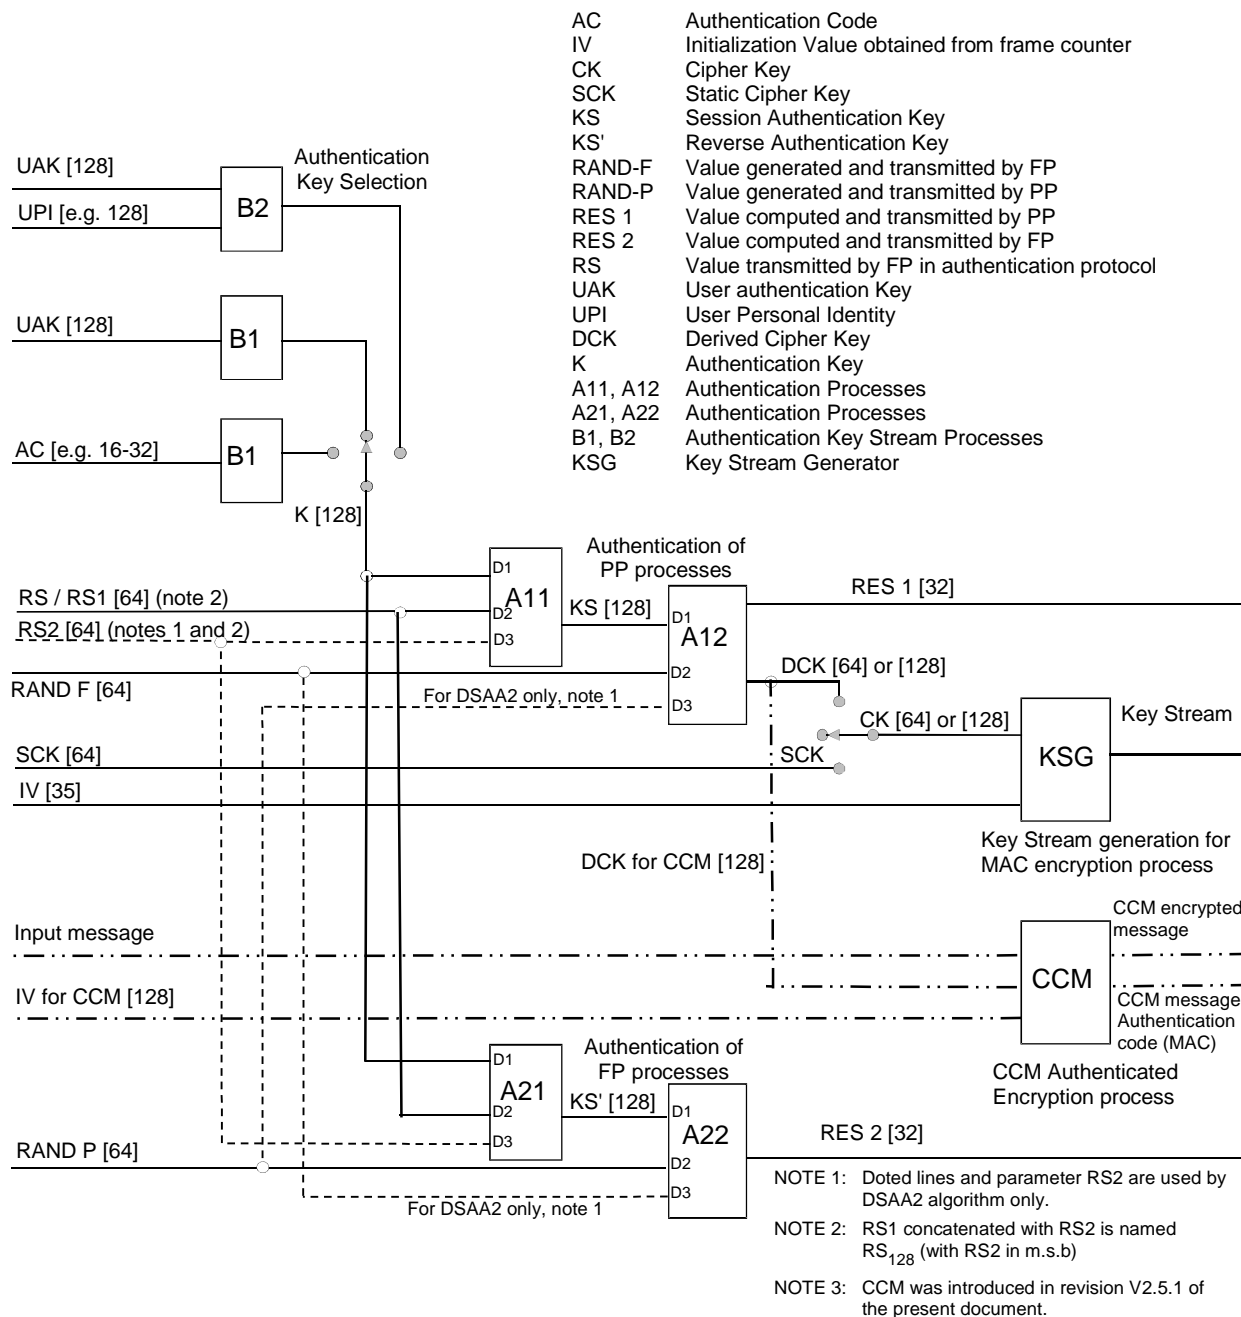 AC Authentication Code
IV Initialization Value obtained from frame counter
CK Cipher Key
SCK Static Cipher Key
KS Session Authentication Key
KS' Reverse Authentication Key
RAND-F Value generated and transmitted by FP
RAND-P Value generated and transmitted by PP
RES 1 Value computed and transmitted by PP
RES 2 Value computed and transmitted by FP
RS Value transmitted by FP in authentication protocol
UAK User authentication Key
UPI User Personal Identity
DCK Derived Cipher Key
K Authentication Key
A11, A12 Authentication Processes
A21, A22 Authentication Processes
B1, B2 Authentication Key Stream Processes
KSG Key Stream Generator
UAK [128]
UPI [e.g. 128]
B2
Authentication
Key Selection
UAK [128]
B1
AC [e.g. 16-32]
B1
K [128]
Authentication of
PP processes
RS / RS1 [64] (note 2)
RS2 [64] (notes 1 and 2)
D1
A11
D2
D3
KS [128]
D1
A12
D2
D3
RES 1 [32]
RAND F [64]
For DSAA2 only, note 1
DCK [64] or [128]
CK [64] or [128]
Key Stream
SCK [64]
SCK
KSG
IV [35]
Key Stream generation for
MAC encryption process
DCK for CCM [128]
Input message
CCM encrypted
message
CCM
IV for CCM [128]
CCM message
Authentication
code (MAC)
CCM Authenticated
Encryption process
Authentication of
FP processes
D1
A21
D2
D3
KS' [128]
D1
A22
D2
D3
RES 2 [32]
RAND P [64]
For DSAA2 only, note 1
NOTE 1: Doted lines and parameter RS2 are used by
DSAA2 algorithm only.
NOTE 2: RS1 concatenated with RS2 is named
RS128 (with RS2 in m.s.b)
NOTE 3: CCM was introduced in revision V2.5.1 of
the present document.